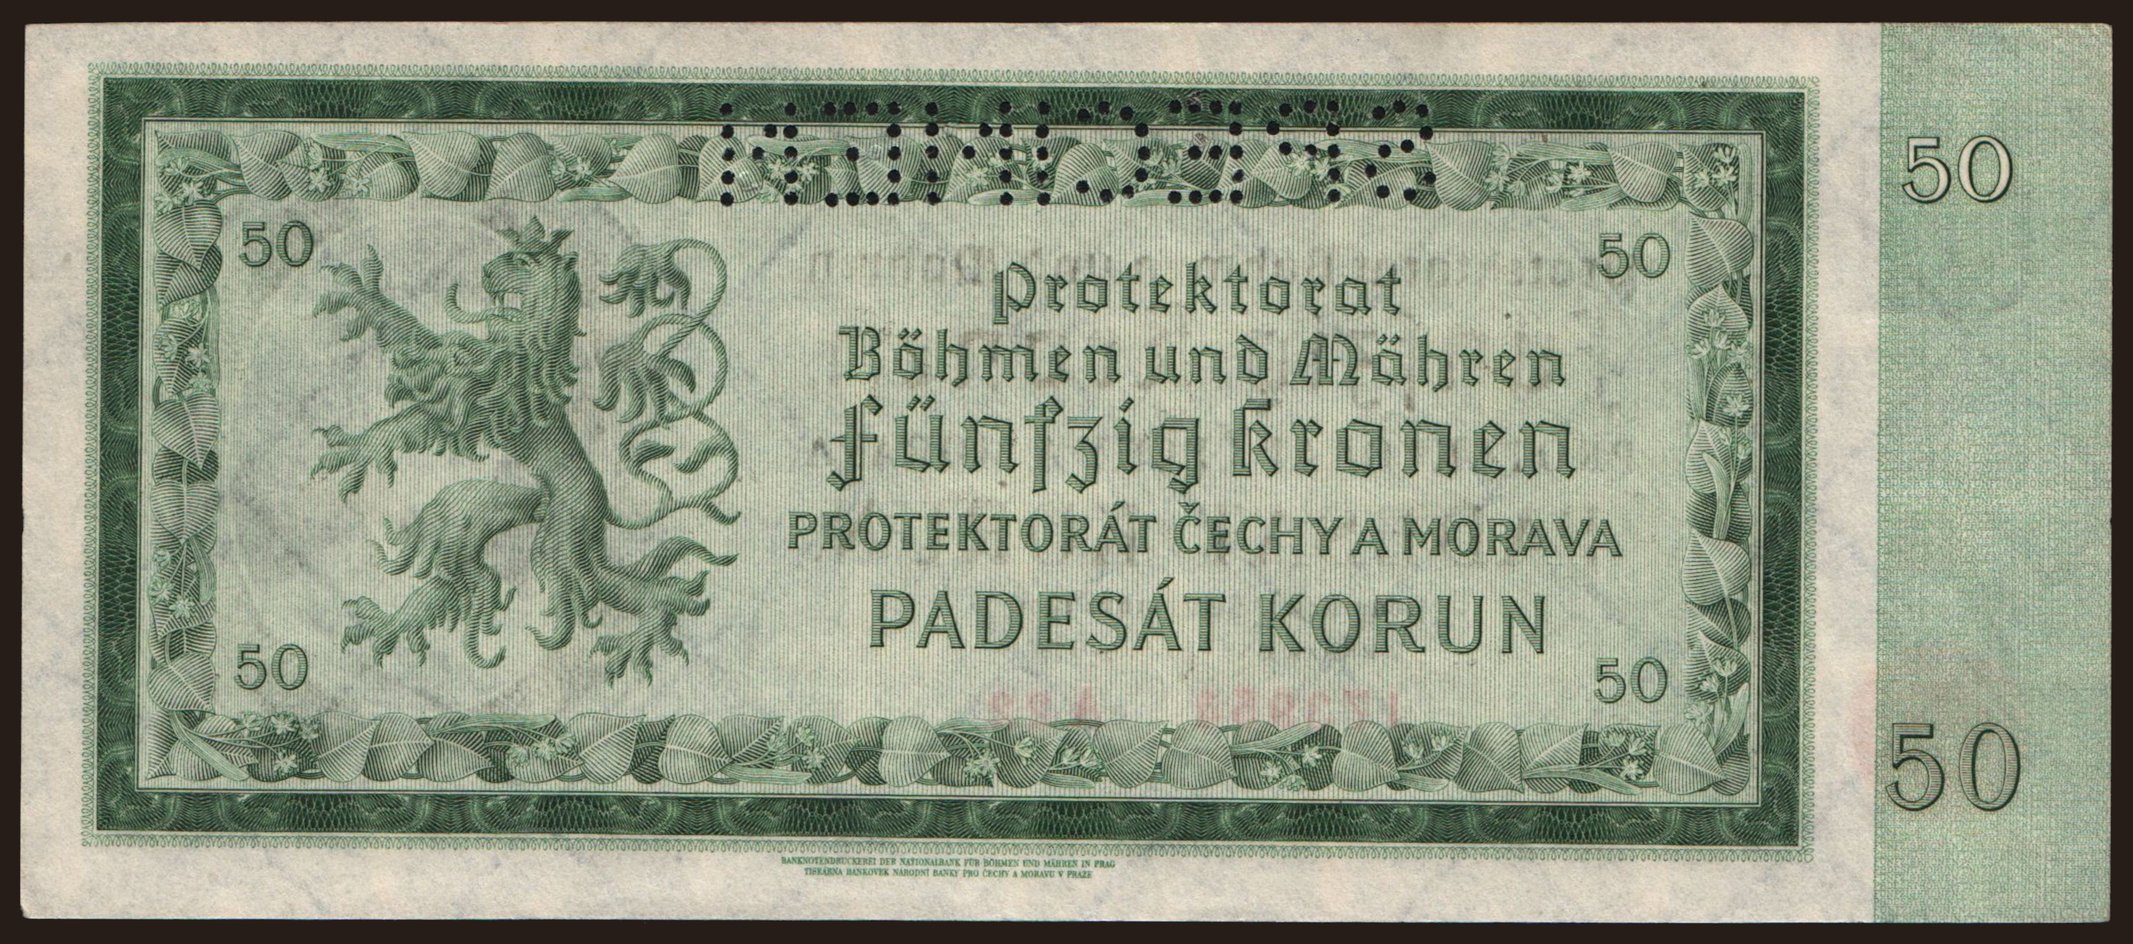 NEPLATNÉ
50
50
50
Protektorat
Böhmen und Mähren
Fünfzig Kronen
PROTEKTORÁT ČECHY A MORAVA
PADESÁT KORUN
50
50
50
BANKNOTENDRUCKEREI DER NATIONALBANK FÜR BÖHMEN UND MÄHREN IN PRAG
TISKÁRNA BANKOVEK NÁRODNÍ BANKY PRO ČECHY A MORAVU V PRAZE